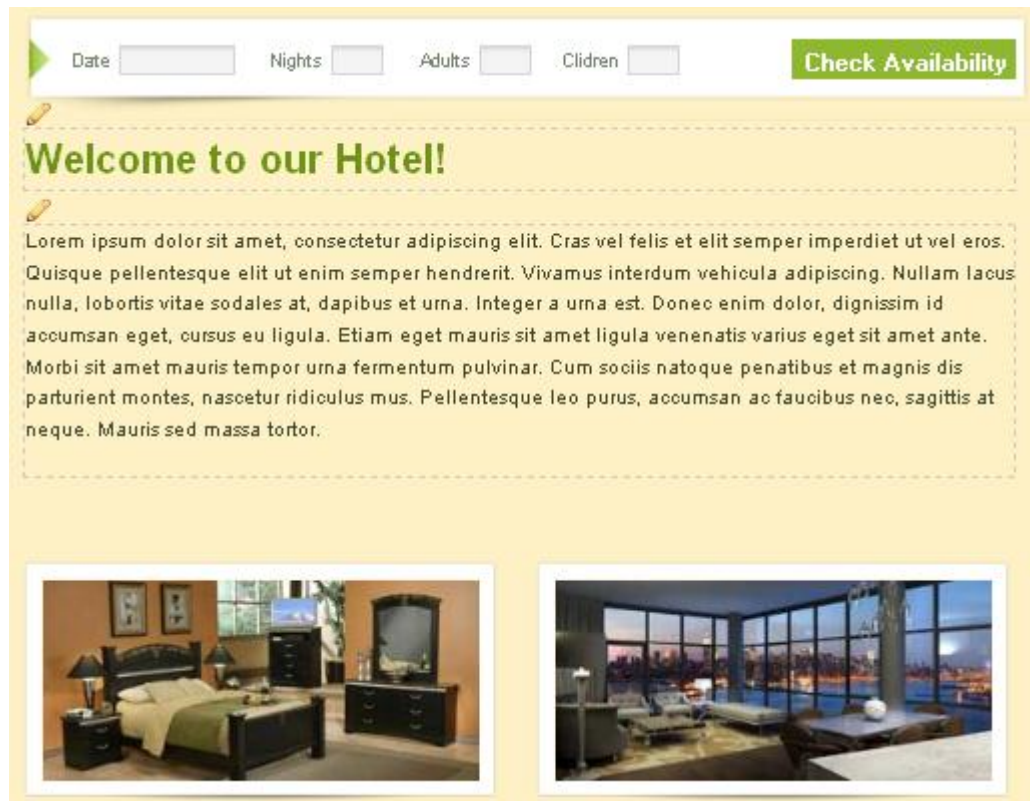 Date Nights Adults Clidren Check Availability
Welcome to our Hotel!
Lorem ipsum dolor sit amet, consectetur adipiscing elit. Cras vel felis et elit semper imperdiet ut vel eros.
Quisque pellentesque elit ut enim semper hendrerit. Vivamus interdum vehicula adipiscing. Nullam lacus
nulla, lobortis vitae sodales at, dapibus et urna. Integer a urna est. Donec enim dolor, dignissim id
accumsan eget, cursus eu ligula. Etiam eget mauris sit amet ligula venenatis varius eget sit amet ante.
Morbi sit amet mauris tempor urna fermentum pulvinar. Cum sociis natoque penatibus et magnis dis
parturient montes, nascetur ridiculus mus. Pellentesque leo purus, accumsan ac faucibus nec, sagittis at
neque. Mauris sed massa tortor.